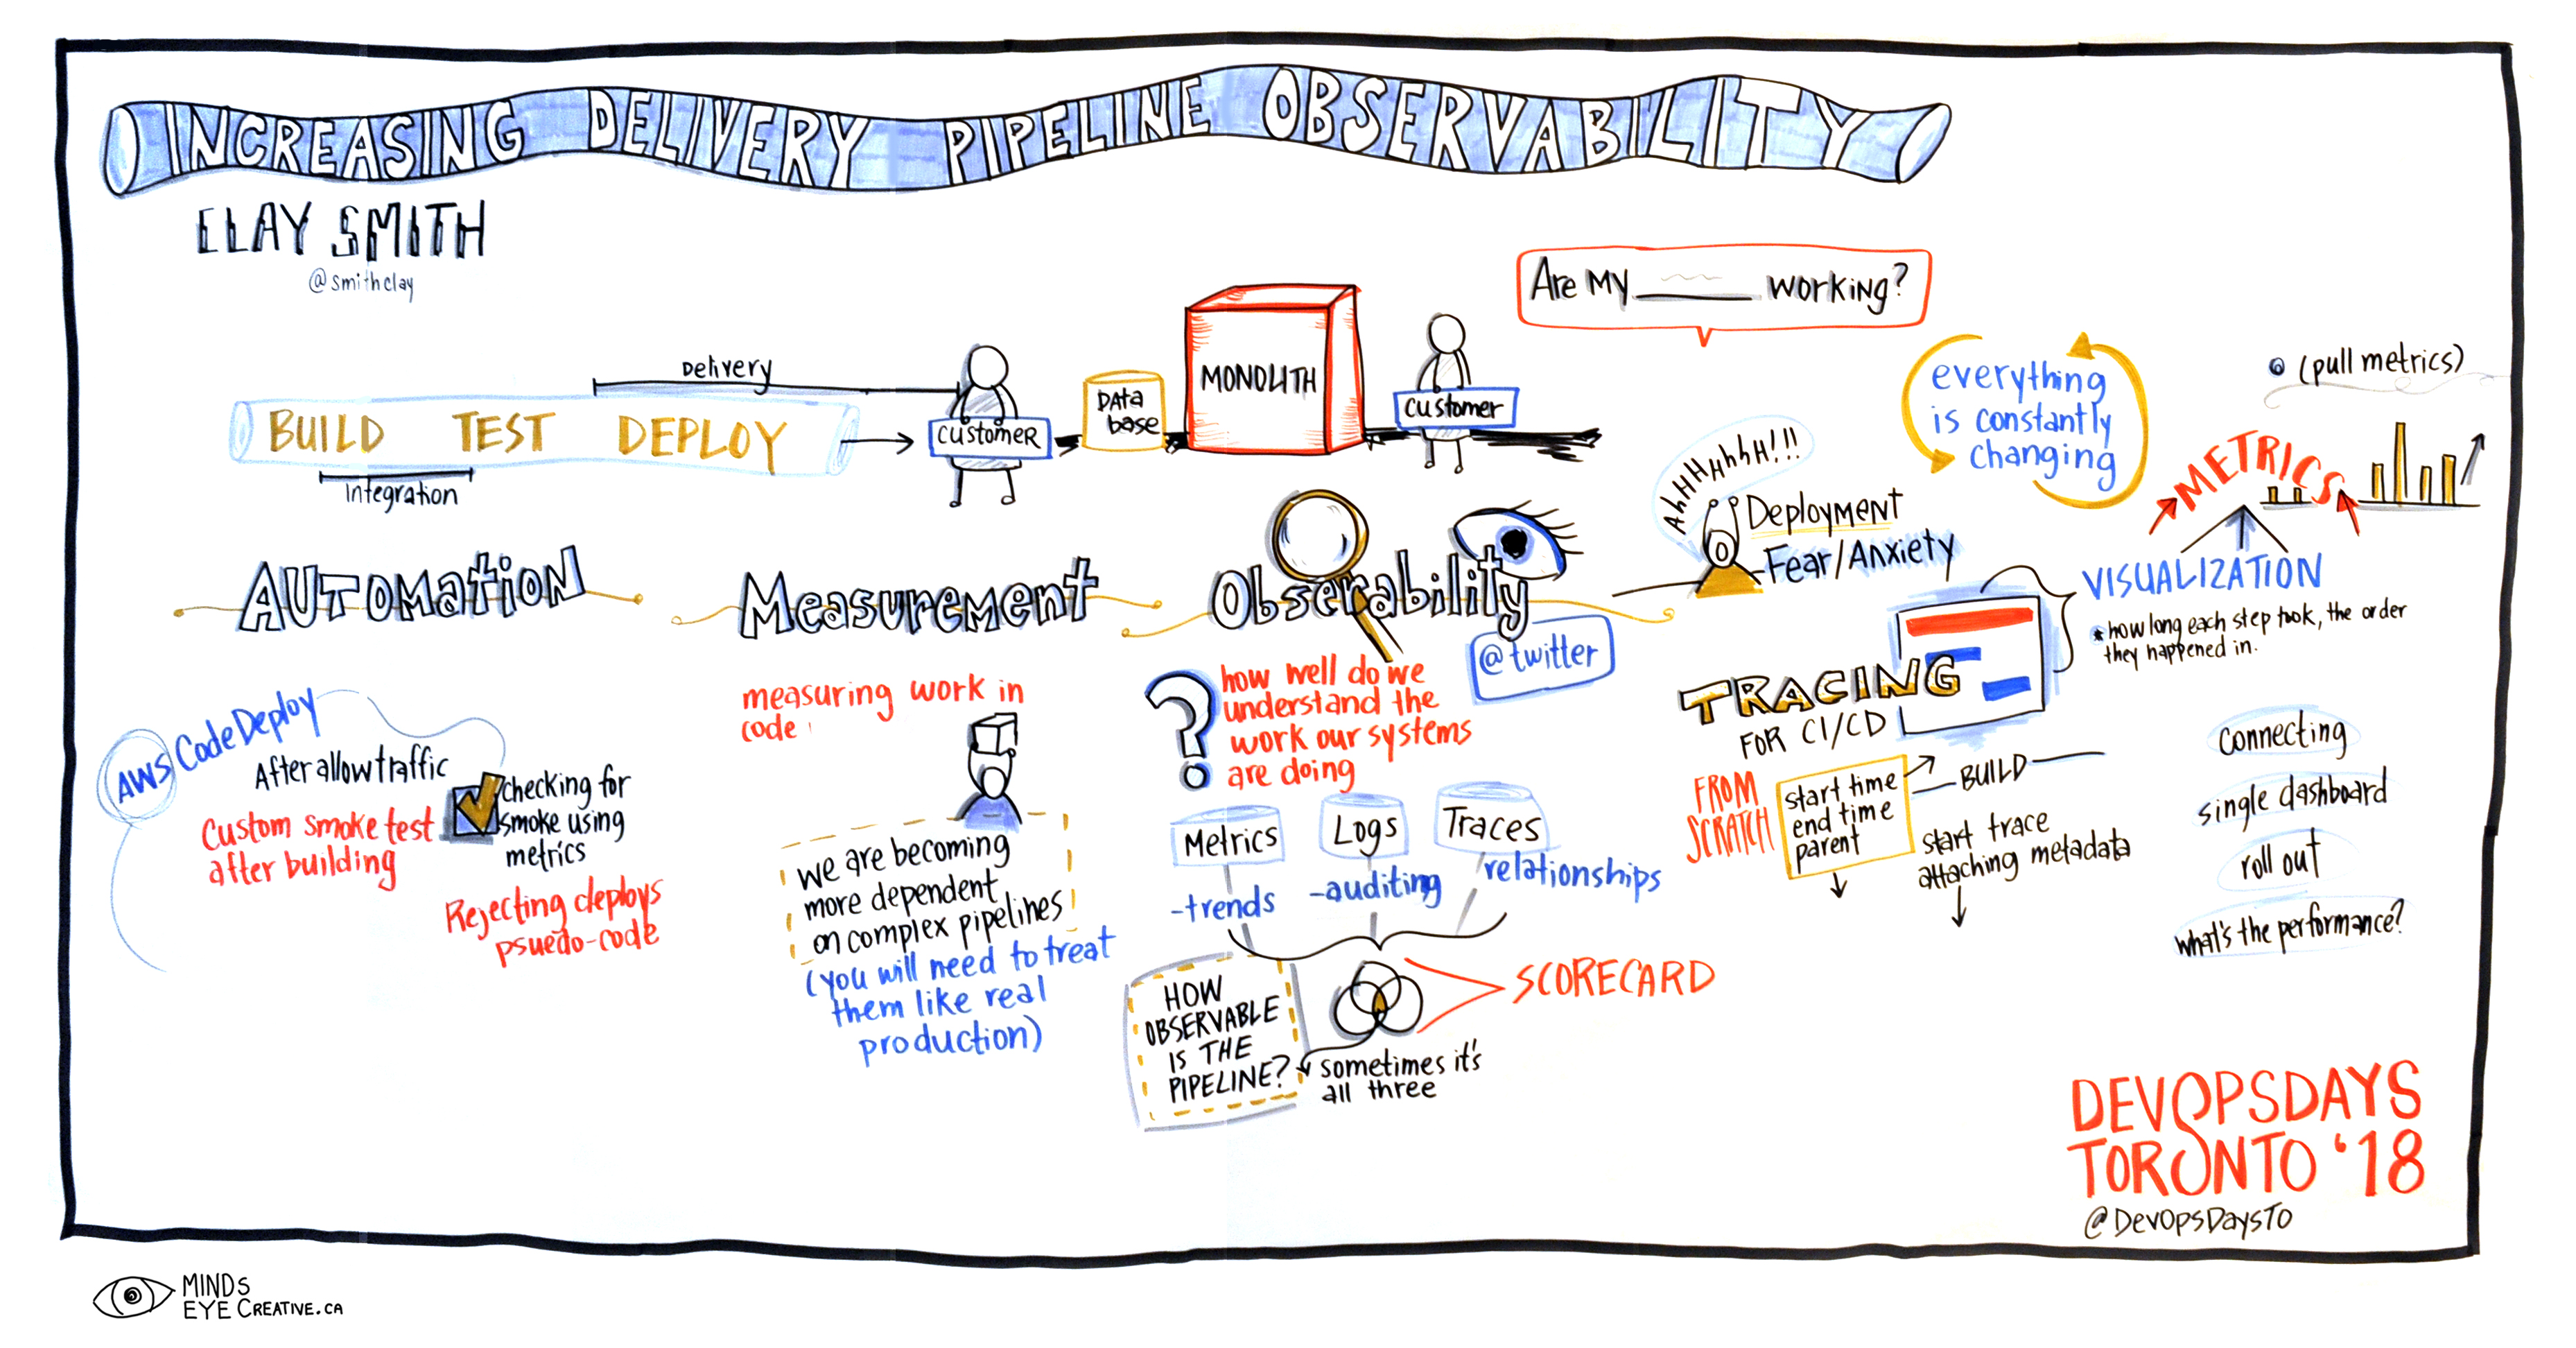 INCREASING DELIVERY PIPELINE OBSERVABILITY
CLAY SMITH
@smithclay
Delivery
BUILD TEST DEPLOY
Integration
CUSTOMER
DATA
base
MONOLITH
Customer
Are MY ______ WORKING?
AhHHHhhH!!!
Deployment
Fear/Anxiety
everything
is constantly
changing
(pull metrics)
METRICS
VISUALIZATION
*how long each step took, the order
they happened in.
AUTOMATION
AWS CodeDeploy
After allow traffic
Custom smoke test
after building
checking for
smoke using
metrics
Rejecting deploys
psuedo-code
Measurement
measuring work in
code
we are becoming
more dependent
on complex pipelines
(you will need to treat
them like real
production)
Observability
@twitter
?
how well do we
understand the
work our systems
are doing
Metrics
-trends
Logs
-auditing
Traces
relationships
HOW
OBSERVABLE
IS THE
PIPELINE?
SCORECARD
sometimes it's
all three
TRACING
FOR CI/CD
FROM
SCRATCH
start time
end time
parent
BUILD
start trace
attaching metadata
connecting
single dashboard
roll out
what's the performance?
DEVOPSDAYS
TORONTO '18
@DevOpsDaysTO
MINDS
EYE CREATIVE.CA